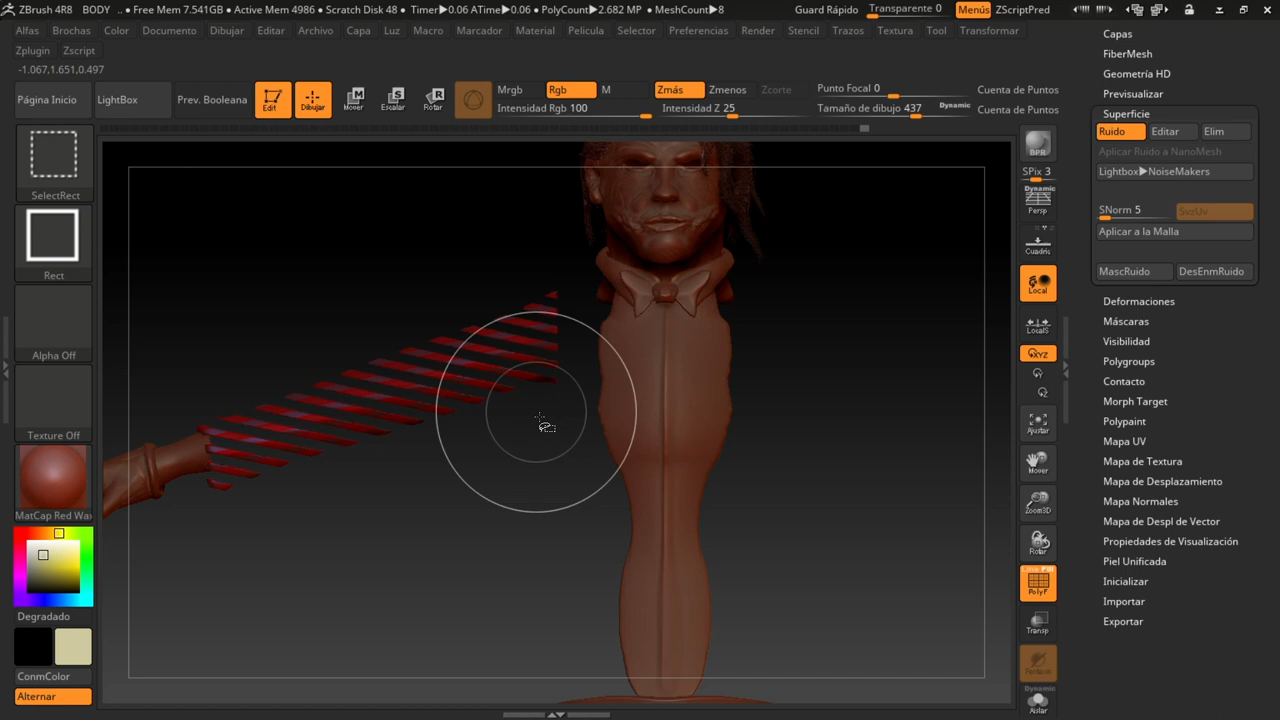 ZBrush 4R8 BODY .. • Free Mem 7.541GB • Active Mem 4986 • Scratch Disk 48 • Timer▶0.06 ATime▶0.06 • PolyCount▶2.682 MP • MeshCount▶8 Guard Rápido Transparente 0 Menús ZScriptPred
Alfas Brochas Color Documento Dibujar Editar Archivo Capa Luz Macro Marcador Material Pelicula Selector Preferencias Render Stencil Trazos Textura Tool Transformar
Zplugin Zscript
-1.067,1.651,0.497
Página Inicio LightBox Prev. Booleana Edit Dibujar Mover Escalar Rotar Mrgb Rgb M Zmás Zmenos Zcorte Punto Focal 0 Cuenta de Puntos
Intensidad Rgb 100 Intensidad Z 25 Tamaño de dibujo 437 Dynamic Cuenta de Puntos
SelectRect
Rect
Alpha Off
Texture Off
MatCap Red Wax
Degradado
ConmColor
Alternar
BPR
SPix 3
Dynamic
Persp
Cuadric
Local
LocalS
XYZ
Y
Z
Ajustar
Mover
Zoom3D
Rotar
Line Fill
PolyF
Transp
Dynamic
Aislar
Capas
FiberMesh
Geometría HD
Previsualizar
Superficie
Ruido Editar Elim
Aplicar Ruido a NanoMesh
Lightbox▶NoiseMakers
SNorm 5
Aplicar a la Malla
MascRuido DesEnmRuido
Deformaciones
Máscaras
Visibilidad
Polygroups
Contacto
Morph Target
Polypaint
Mapa UV
Mapa de Textura
Mapa de Desplazamiento
Mapa Normales
Mapa de Despl de Vector
Propiedades de Visualización
Piel Unificada
Inicializar
Importar
Exportar